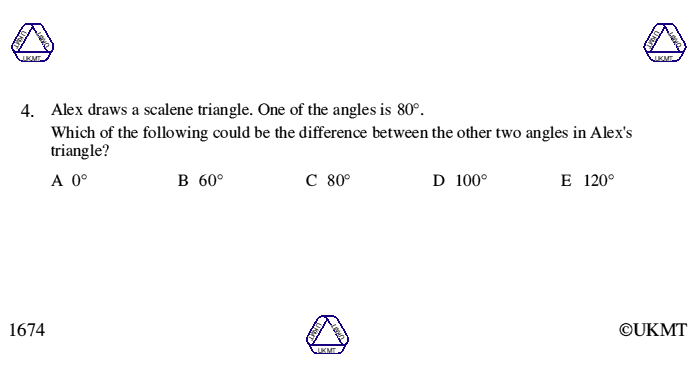 UKMT UKMT UKMT
UKMT UKMT UKMT
4. Alex draws a scalene triangle. One of the angles is 80°.
Which of the following could be the difference between the other two angles in Alex's
triangle?
A 0° B 60° C 80° D 100° E 120°
1674 UKMT UKMT UKMT ©UKMT